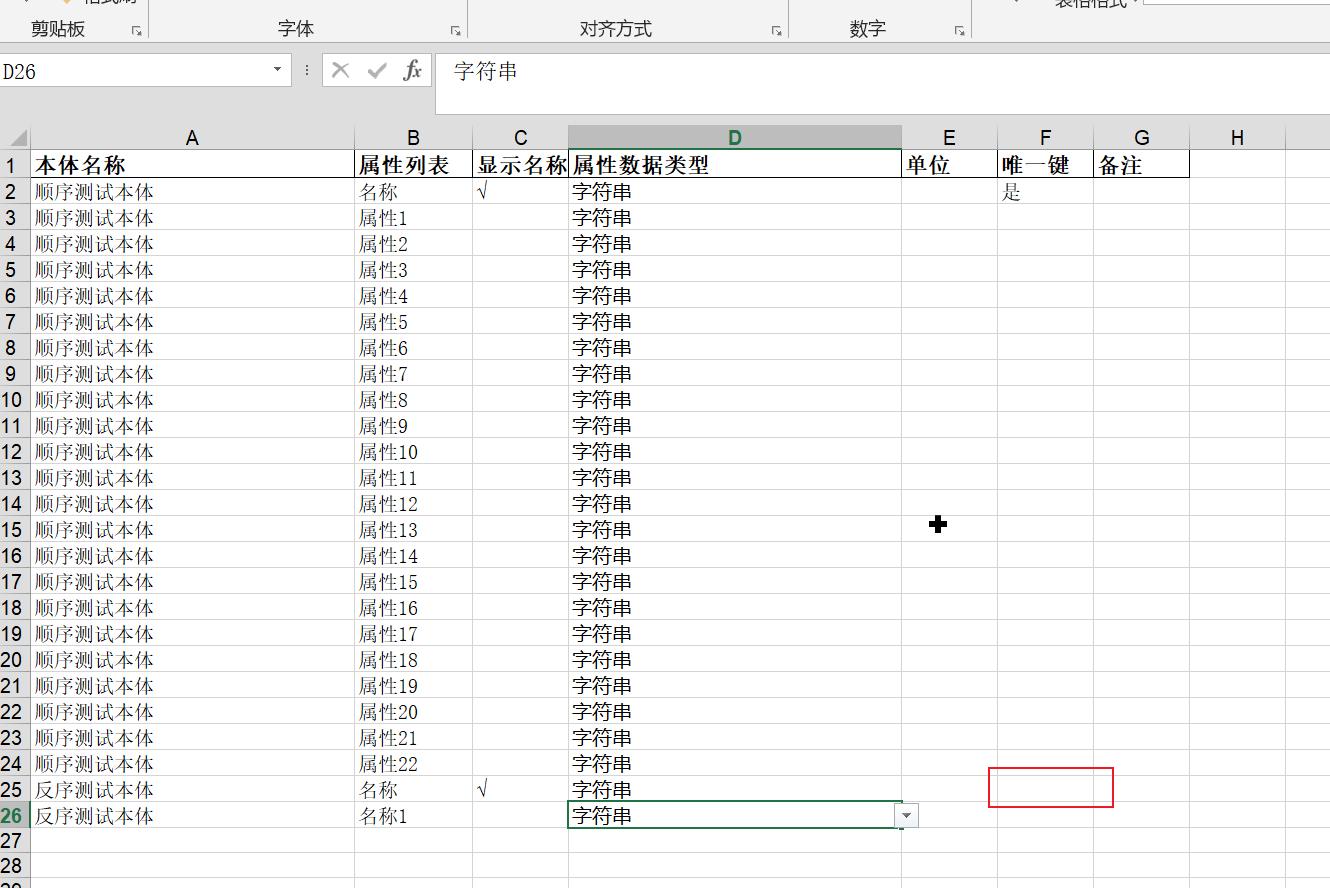 格式刷
表格格式
剪贴板 字体 对齐方式 数字
D26 fx 字符串
A B C D E F G H
1 本体名称 属性列表 显示名称 属性数据类型 单位 唯一键 备注
2 顺序测试本体 名称 √ 字符串 是
3 顺序测试本体 属性1 字符串
4 顺序测试本体 属性2 字符串
5 顺序测试本体 属性3 字符串
6 顺序测试本体 属性4 字符串
7 顺序测试本体 属性5 字符串
8 顺序测试本体 属性6 字符串
9 顺序测试本体 属性7 字符串
10 顺序测试本体 属性8 字符串
11 顺序测试本体 属性9 字符串
12 顺序测试本体 属性10 字符串
13 顺序测试本体 属性11 字符串
14 顺序测试本体 属性12 字符串
15 顺序测试本体 属性13 字符串
16 顺序测试本体 属性14 字符串
17 顺序测试本体 属性15 字符串
18 顺序测试本体 属性16 字符串
19 顺序测试本体 属性17 字符串
20 顺序测试本体 属性18 字符串
21 顺序测试本体 属性19 字符串
22 顺序测试本体 属性20 字符串
23 顺序测试本体 属性21 字符串
24 顺序测试本体 属性22 字符串
25 反序测试本体 名称 √ 字符串
26 反序测试本体 名称1 字符串
27
28